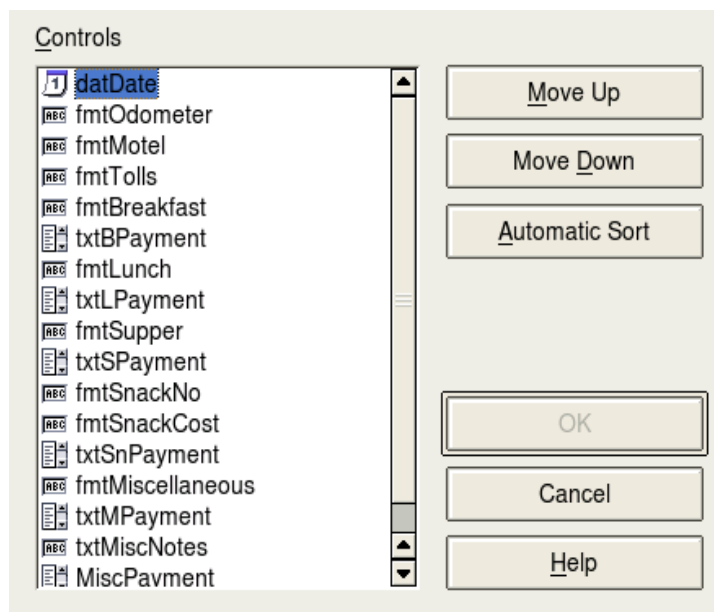 Controls
datDate
fmtOdometer
fmtMotel
fmtTolls
fmtBreakfast
txtBPayment
fmtLunch
txtLPayment
fmtSupper
txtSPayment
fmtSnackNo
fmtSnackCost
txtSnPayment
fmtMiscellaneous
txtMPayment
txtMiscNotes
MiscPayment
Move Up
Move Down
Automatic Sort
OK
Cancel
Help